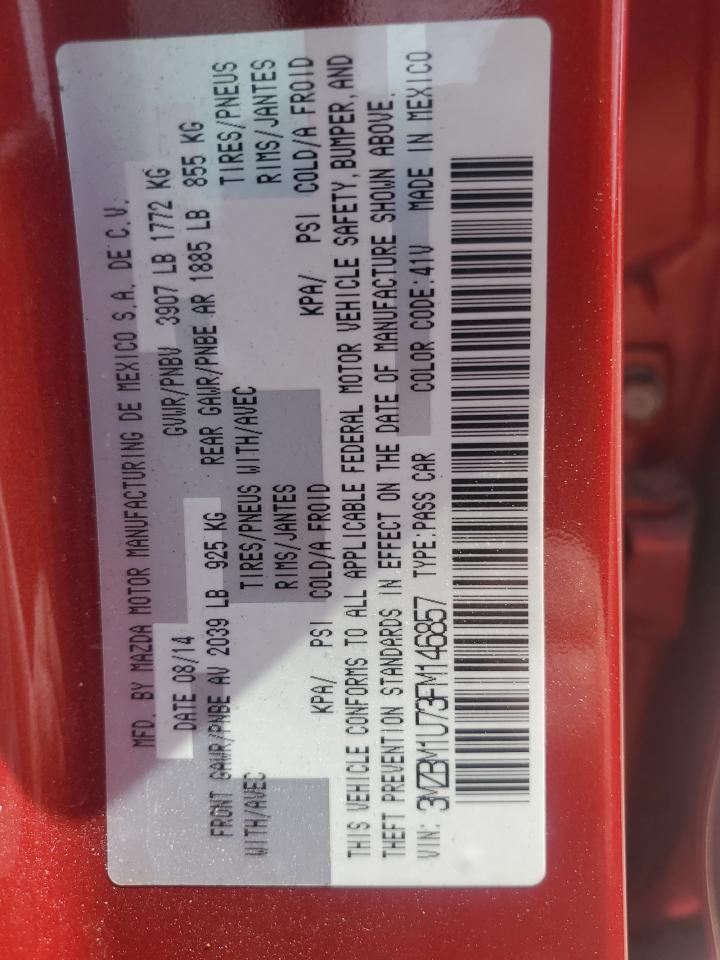 MFD. BY MAZDA MOTOR MANUFACTURING DE MEXICO S.A. DE C.V.
DATE 08/14 GVWR/PNBV 3907 LB 1772 KG
FRONT GAWR/PNBE AV 2039 LB 925 KG REAR GAWR/PNBE AR 1885 LB 855 KG
WITH/AVEC TIRES/PNEUS WITH/AVEC TIRES/PNEUS
RIMS/JANTES RIMS/JANTES
KPA/ PSI COLD/A FROID KPA/ PSI COLD/A FROID
THIS VEHICLE CONFORMS TO ALL APPLICABLE FEDERAL MOTOR VEHICLE SAFETY, BUMPER, AND
THEFT PREVENTION STANDARDS IN EFFECT ON THE DATE OF MANUFACTURE SHOWN ABOVE.
VIN: 3MZBM1U73FM146857 TYPE:PASS CAR COLOR CODE:41V MADE IN MEXICO